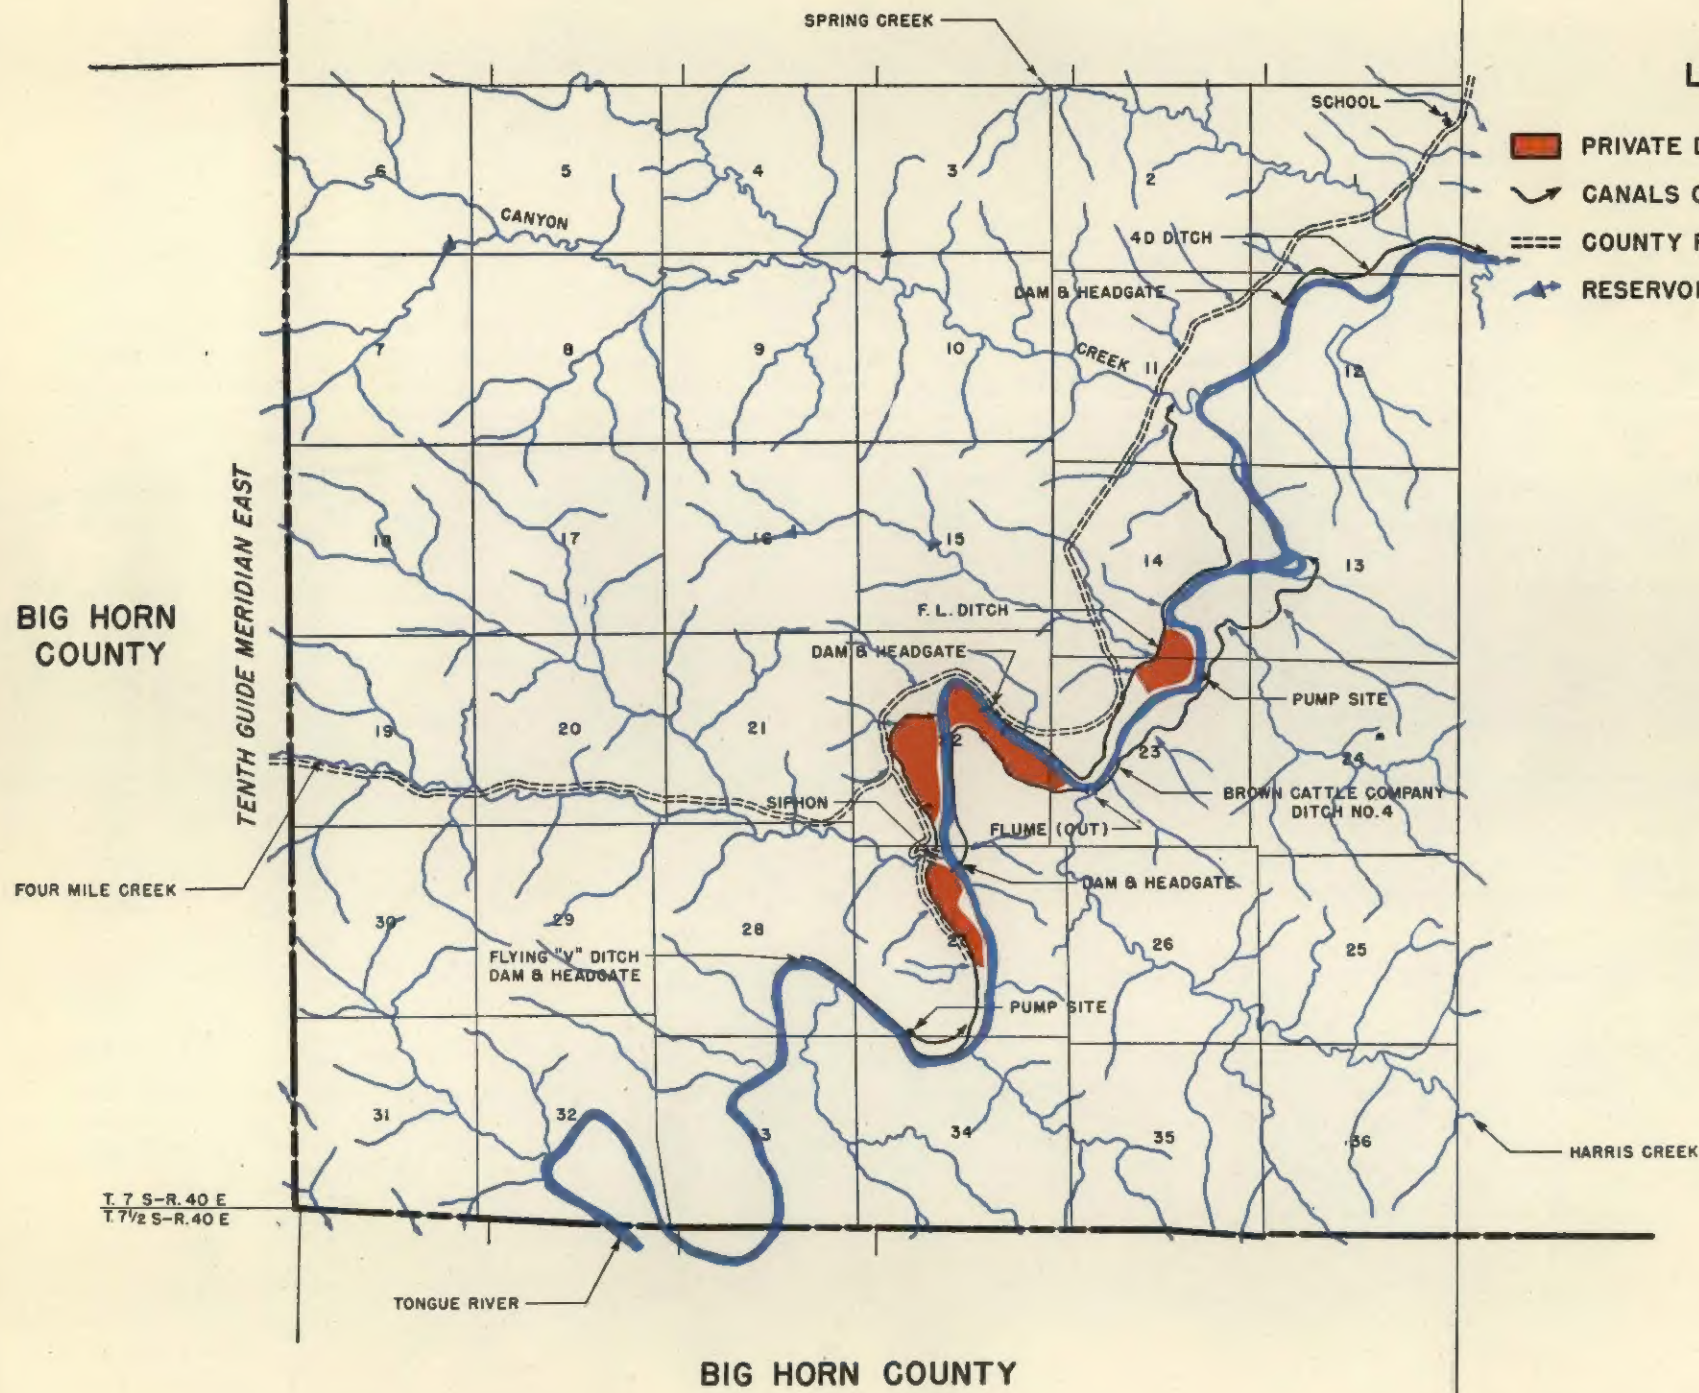 SPRING CREEK
SCHOOL
L
PRIVATE
CANALS
COUNTY
RESERVO
6
5
4
3
2
1
CANYON
4D DITCH
DAM & HEADGATE
7
8
9
10
CREEK
11
12
TENTH GUIDE MERIDIAN EAST
18
17
16
15
14
13
BIG HORN
COUNTY
F. L. DITCH
DAM & HEADGATE
PUMP SITE
19
20
21
22
23
24
SIPHON
BROWN CATTLE COMPANY
DITCH NO. 4
FLUME (OUT)
FOUR MILE CREEK
DAM & HEADGATE
30
29
28
26
25
FLYING "V" DITCH
DAM & HEADGATE
PUMP SITE
31
32
34
35
36
HARRIS CREEK
T. 7 S-R. 40 E
T. 7 1/2 S-R. 40 E
TONGUE RIVER
BIG HORN COUNTY